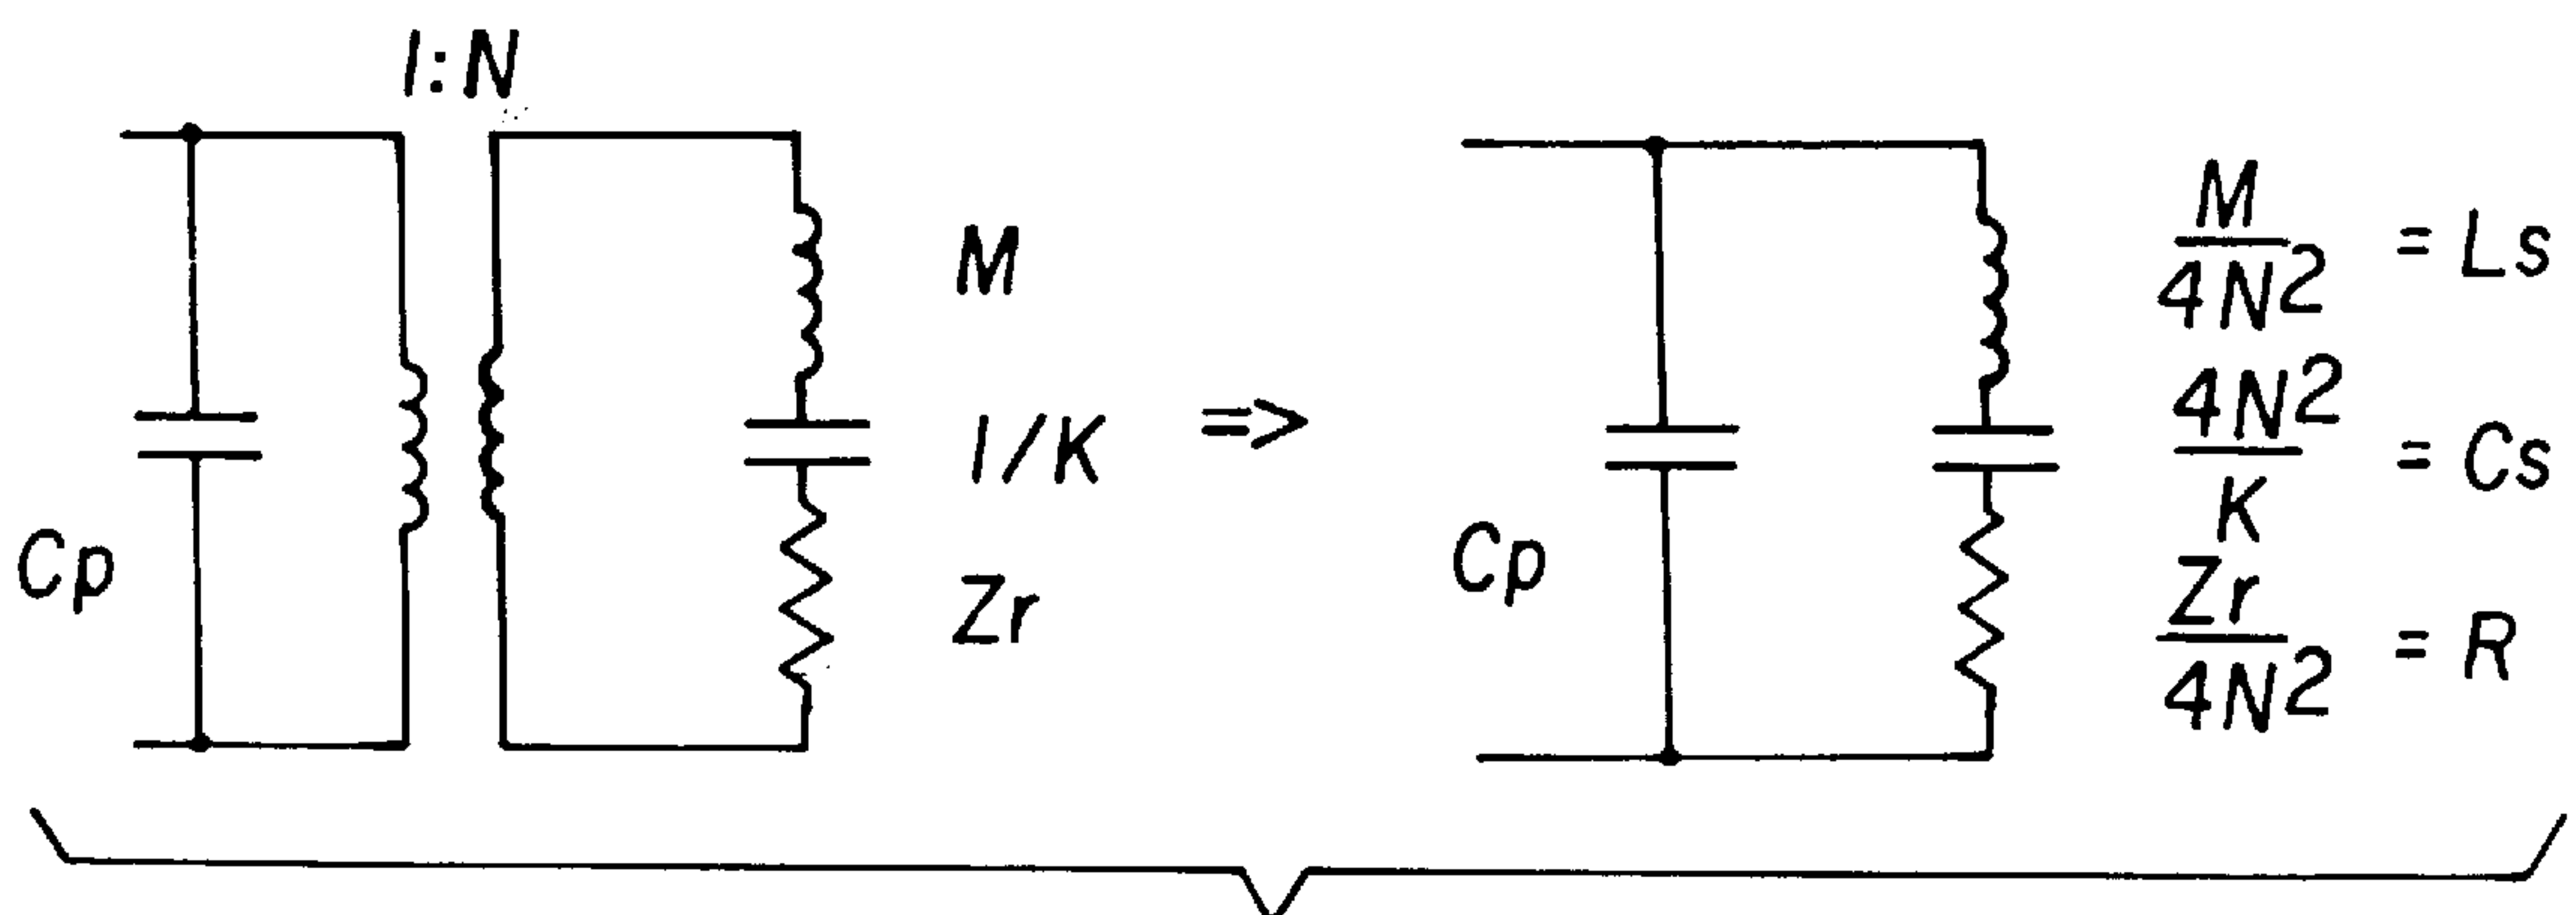 1:N
Cp
M
1/K
Zr
=>
Cp
M/4N² = Ls
4N²/K = Cs
Zr/4N² = R